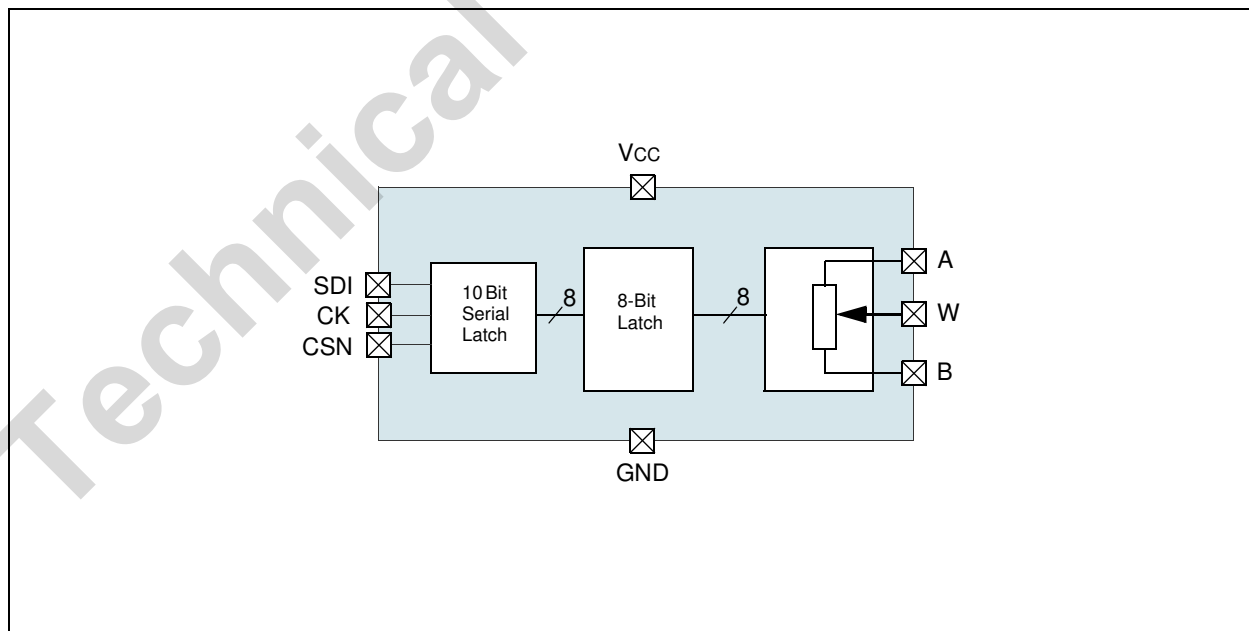 Technical
VCC
SDI
CK
CSN
10 Bit
Serial
Latch
8
8-Bit
Latch
8
A
W
B
GND